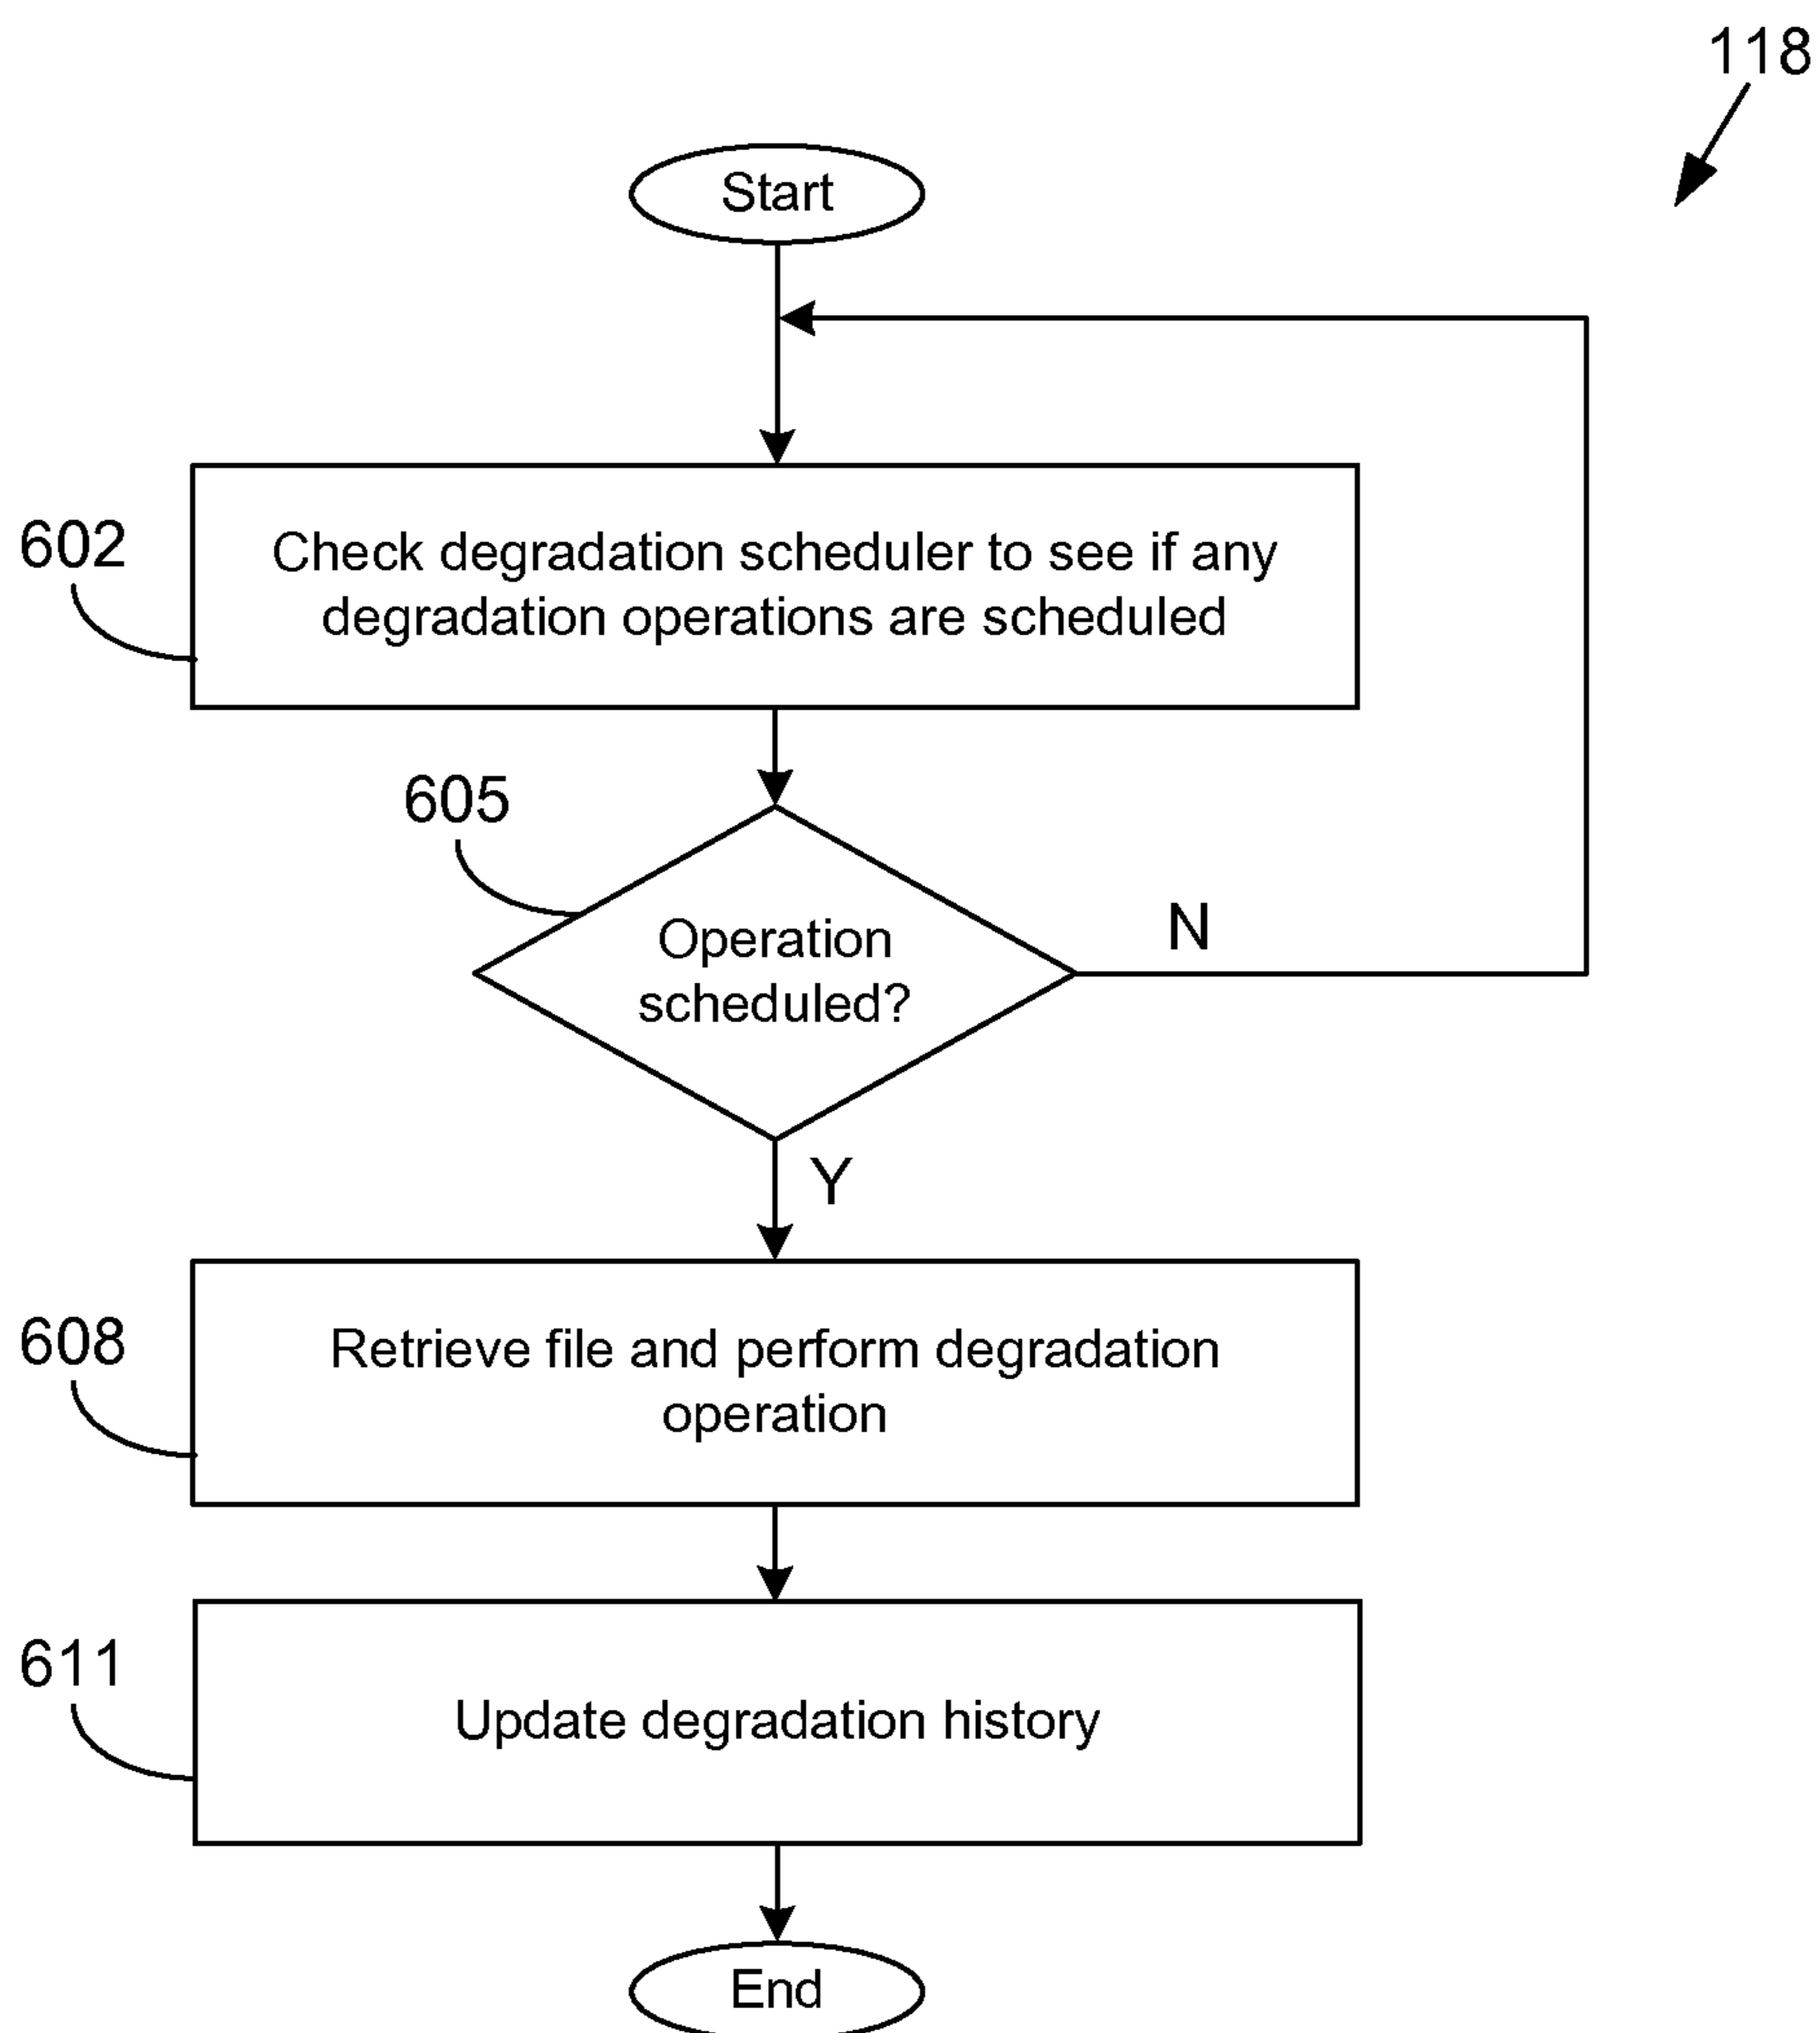 118
Start
602
Check degradation scheduler to see if any
degradation operations are scheduled
605
Operation
scheduled?
N
Y
608
Retrieve file and perform degradation
operation
611
Update degradation history
End